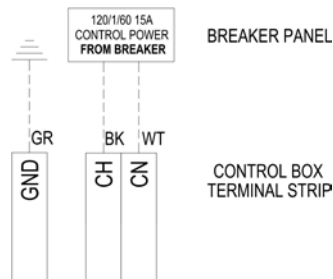 120/1/60 15A
CONTROL POWER
FROM BREAKER
BREAKER PANEL
GR
BK
WT
GND
CH
CN
CONTROL BOX
TERMINAL STRIP